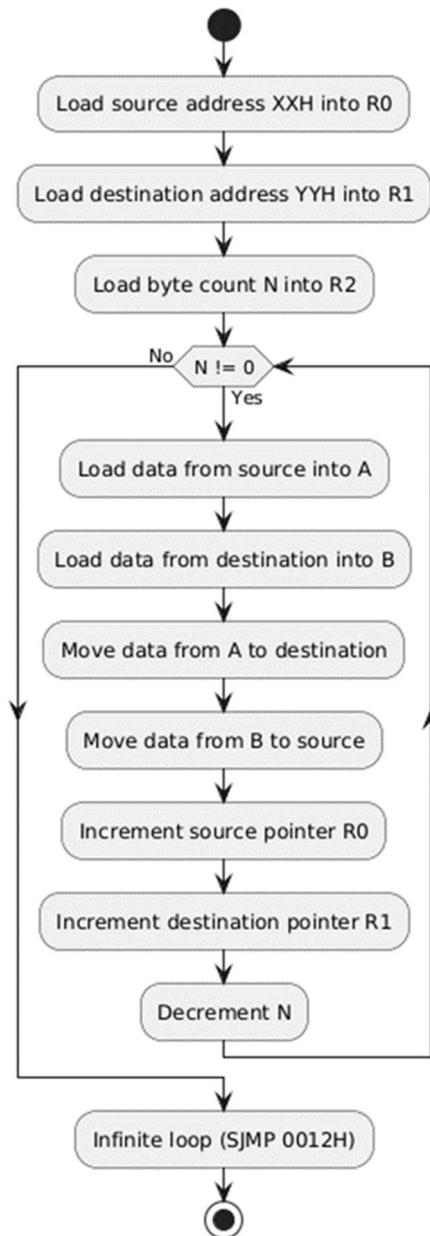 Load source address XXH into R0
Load destination address YYH into R1
Load byte count N into R2
No
N != 0
Yes
Load data from source into A
Load data from destination into B
Move data from A to destination
Move data from B to source
Increment source pointer R0
Increment destination pointer R1
Decrement N
Infinite loop (SJMP 0012H)